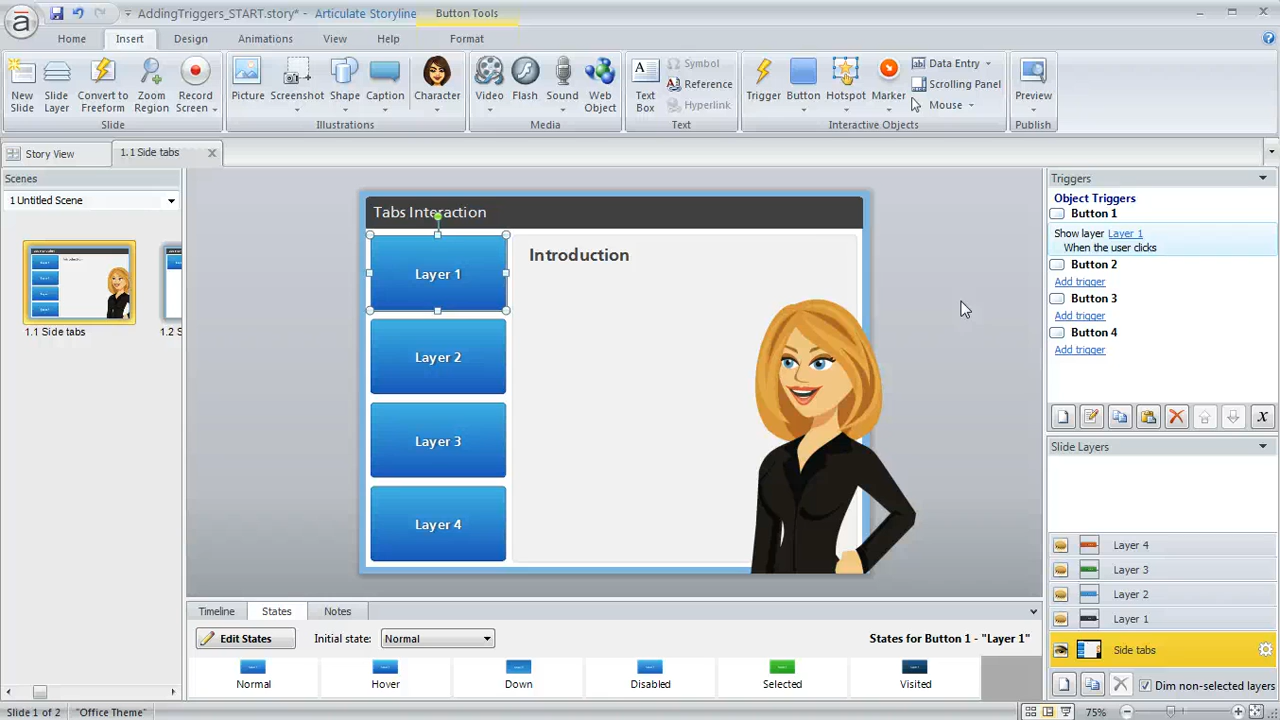 AddingTriggers_START.story* - Articulate Storyline
Button Tools
Home
Insert
Design
Animations
View
Help
Format
New Slide
Slide Layer
Convert to Freeform
Zoom Region
Record Screen
Slide
Picture
Screenshot
Shape
Caption
Character
Illustrations
Video
Flash
Sound
Web Object
Media
Text Box
Symbol
Reference
Hyperlink
Text
Trigger
Button
Hotspot
Marker
Data Entry
Scrolling Panel
Mouse
Interactive Objects
Preview
Publish
Story View
1.1 Side tabs
Scenes
1 Untitled Scene
1.1 Side tabs
1.2 S
Tabs Interaction
Layer 1
Layer 2
Layer 3
Layer 4
Introduction
Triggers
Object Triggers
Button 1
Show layer Layer 1
When the user clicks
Button 2
Add trigger
Button 3
Add trigger
Button 4
Add trigger
Slide Layers
Layer 4
Layer 3
Layer 2
Layer 1
Side tabs
Dim non-selected layers
Timeline
States
Notes
Edit States
Initial state:
Normal
States for Button 1 - "Layer 1"
Normal
Hover
Down
Disabled
Selected
Visited
Slide 1 of 2
"Office Theme"
75%